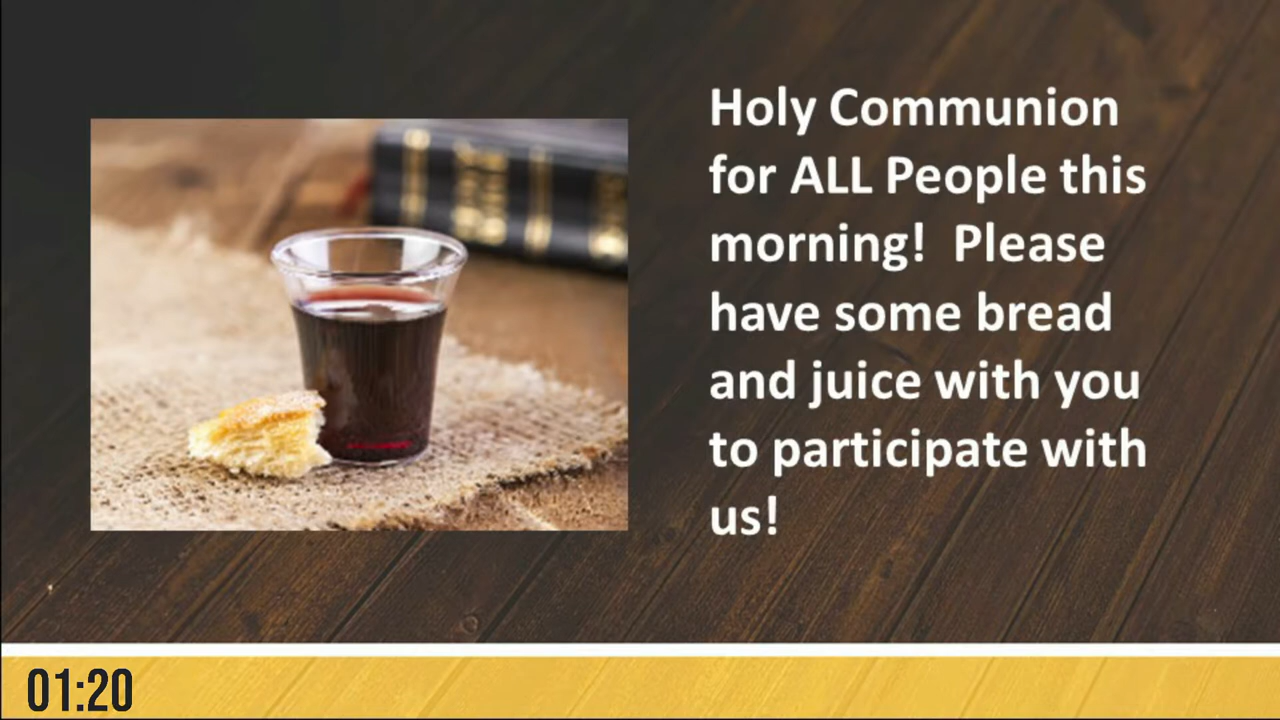 Holy Communion
for ALL People this
morning!  Please
have some bread
and juice with you
to participate with
us!
01:20